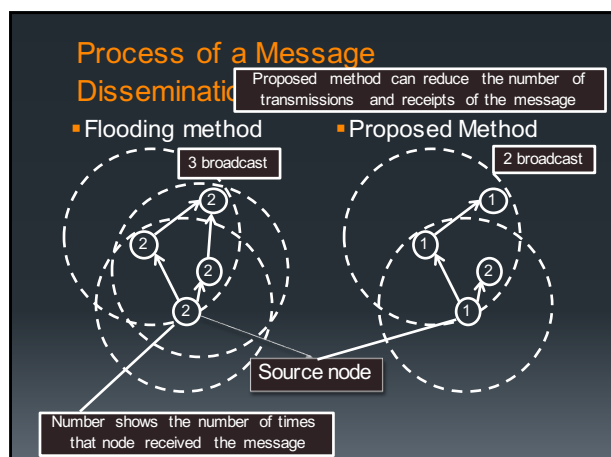 Process of a Message
Disseminatio
Proposed method can reduce the number of
transmissions and receipts of the message
▪ Flooding method
▪ Proposed Method
3 broadcast
2 broadcast
2
2
2
2
1
1
2
1
Source node
Number shows the number of times
that node received the message